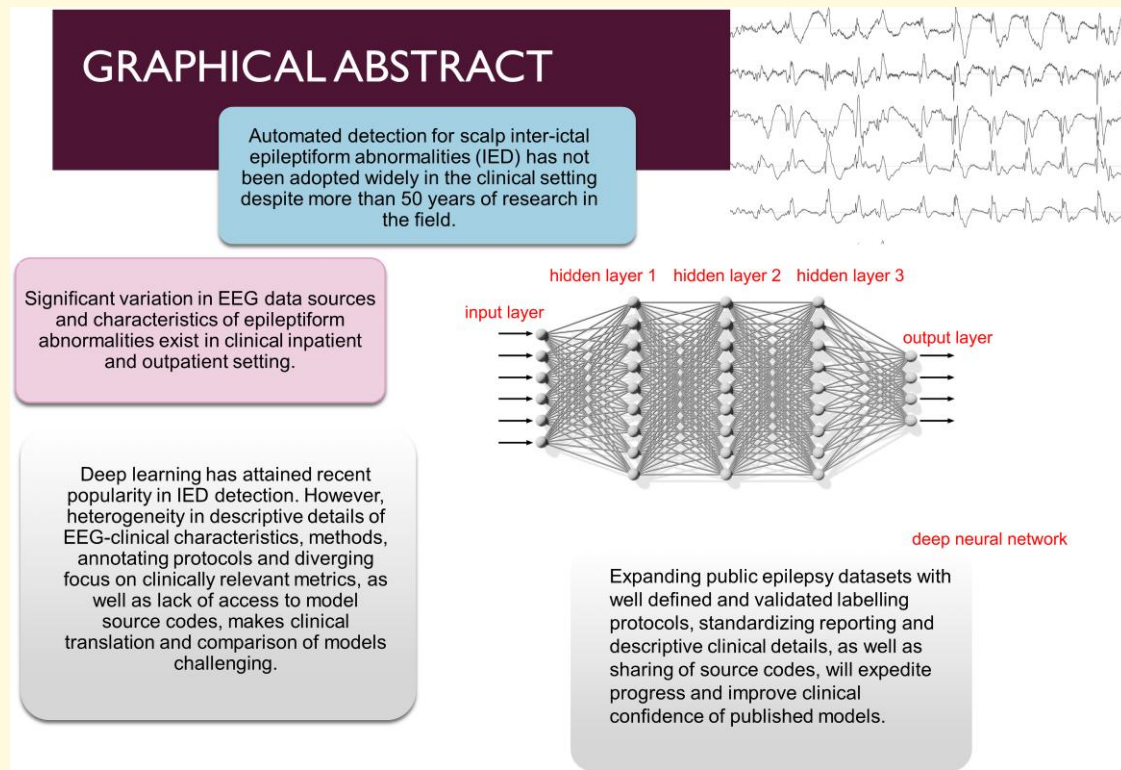 GRAPHICAL ABSTRACT
Automated detection for scalp inter-ictal
epileptiform abnormalities (IED) has not
been adopted widely in the clinical setting
despite more than 50 years of research in
the field.
Significant variation in EEG data sources
and characteristics of epileptiform
abnormalities exist in clinical inpatient
and outpatient setting.
hidden layer 1 hidden layer 2 hidden layer 3
input layer
output layer
deep neural network
Deep learning has attained recent
popularity in IED detection. However,
heterogeneity in descriptive details of
EEG-clinical characteristics, methods,
annotating protocols and diverging
focus on clinically relevant metrics, as
well as lack of access to model
source codes, makes clinical
translation and comparison of models
challenging.
Expanding public epilepsy datasets with
well defined and validated labelling
protocols, standardizing reporting and
descriptive clinical details, as well as
sharing of source codes, will expedite
progress and improve clinical
confidence of published models.